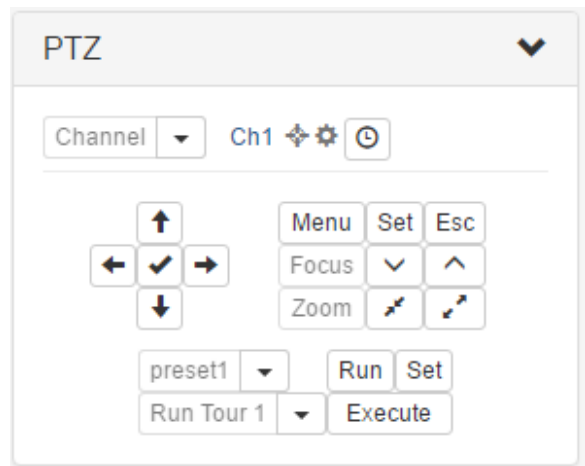 PTZ
Channel Ch1
Menu Set Esc
Focus
Zoom
preset1 Run Set
Run Tour 1 Execute